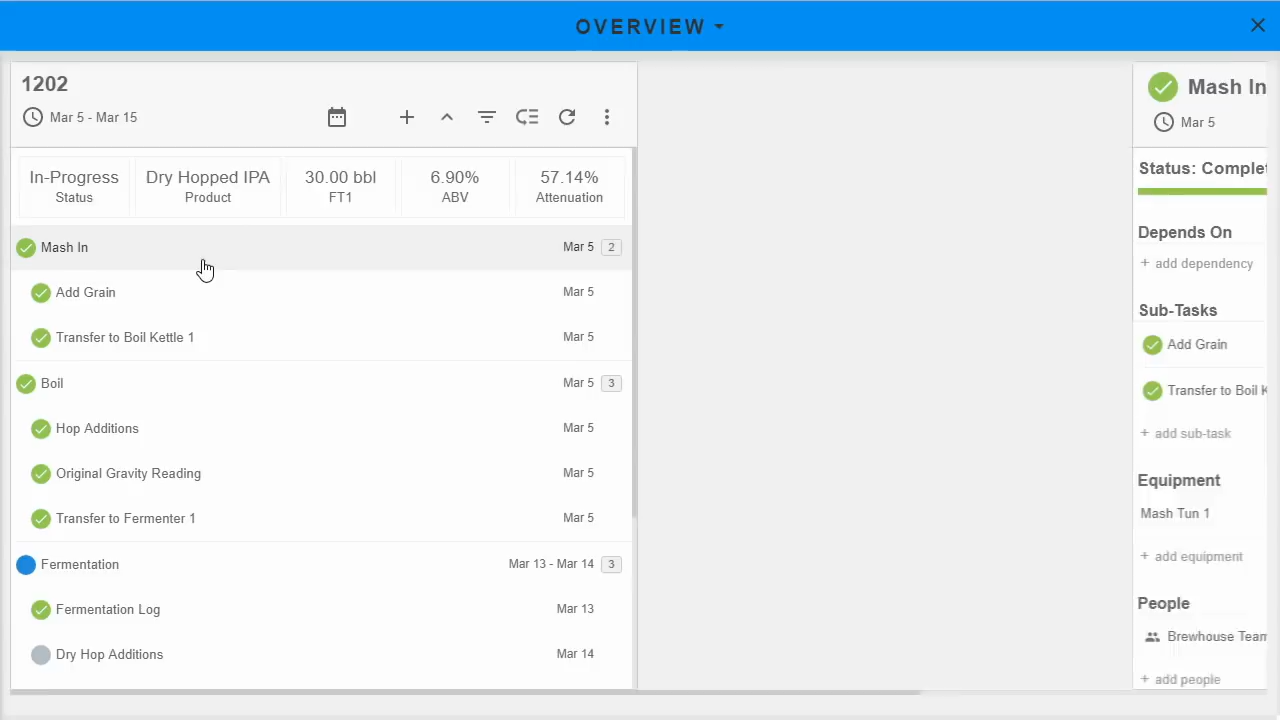 OVERVIEW
1202
Mar 5 - Mar 15
In-Progress Dry Hopped IPA 30.00 bbl 6.90% 57.14%
Status Product FT1 ABV Attenuation
Mash In Mar 5 2
Add Grain Mar 5
Transfer to Boil Kettle 1 Mar 5
Boil Mar 5 3
Hop Additions Mar 5
Original Gravity Reading Mar 5
Transfer to Fermenter 1 Mar 5
Fermentation Mar 13 - Mar 14 3
Fermentation Log Mar 13
Dry Hop Additions Mar 14
Mash In
Mar 5
Status: Complet
Depends On
+ add dependency
Sub-Tasks
Add Grain
Transfer to Boil K
+ add sub-task
Equipment
Mash Tun 1
+ add equipment
People
Brewhouse Team
+ add people